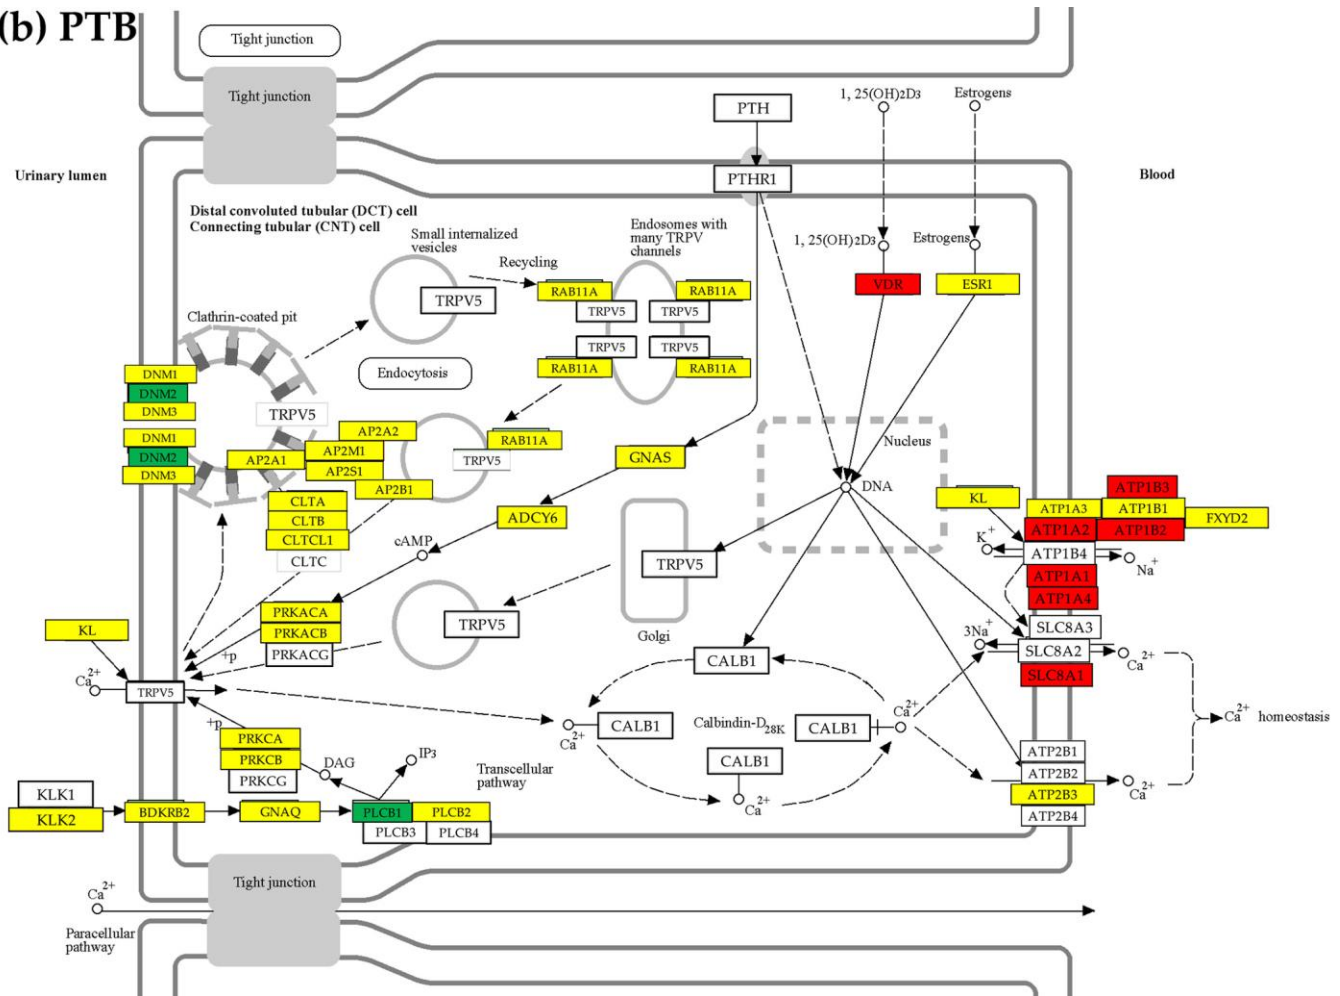 (b) PTB
Tight junction
Tight junction
Urinary lumen
Blood
PTH
PTHR1
1, 25(OH)2D3
Estrogens
Distal convoluted tubular (DCT) cell
Connecting tubular (CNT) cell
Small internalized
vesicles
Recycling
Endosomes with
many TRPV
channels
1, 25(OH)2D3
Estrogens
VDR
ESR1
TRPV5
RAB11A
RAB11A
TRPV5
TRPV5
TRPV5
TRPV5
RAB11A
RAB11A
Clathrin-coated pit
Endocytosis
DNM1
DNM2
DNM3
TRPV5
DNM1
DNM2
DNM3
AP2A2
AP2M1
AP2A1
AP2S1
AP2B1
RAB11A
TRPV5
GNAS
Nucleus
DNA
CLTA
CLTB
CLTCL1
CLTC
ADCY6
cAMP
KL
ATP1B3
ATP1A3
ATP1B1
FXYD2
ATP1A2
ATP1B2
K+
ATP1B4
Na+
ATP1A1
ATP1A4
TRPV5
Golgi
PRKACA
PRKACB
PRKACG
+p
TRPV5
KL
Ca2+
TRPV5
SLC8A3
3Na+
SLC8A2
Ca2+
SLC8A1
CALB1
Ca2+
CALB1
Calbindin-D28K
CALB1
Ca2+
CALB1
Ca2+
Ca2+ homeostasis
+p
PRKCA
PRKCB
PRKCG
DAG
IP3
Transcellular
pathway
ATP2B1
ATP2B2
ATP2B3
ATP2B4
Ca2+
KLK1
KLK2
BDKRB2
GNAQ
PLCB1
PLCB2
PLCB3
PLCB4
Tight junction
Ca2+
Paracellular
pathway